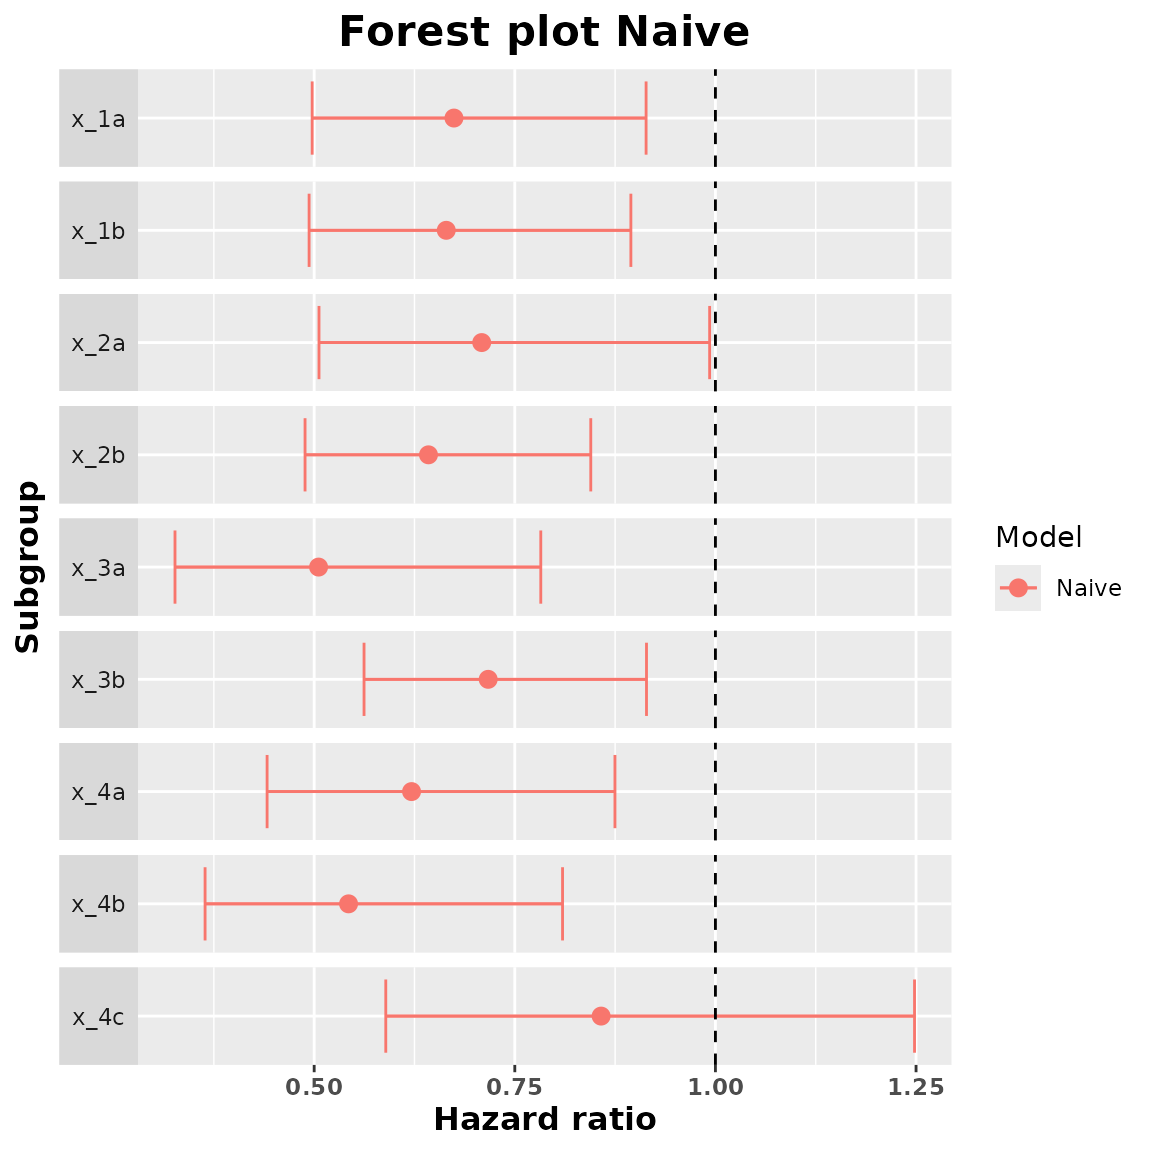 Forest plot Naive
x_1a
x_1b
x_2a
x_2b
x_3a
x_3b
x_4a
x_4b
x_4c
Subgroup
0.50 0.75 1.00 1.25
Hazard ratio
Model
Naive